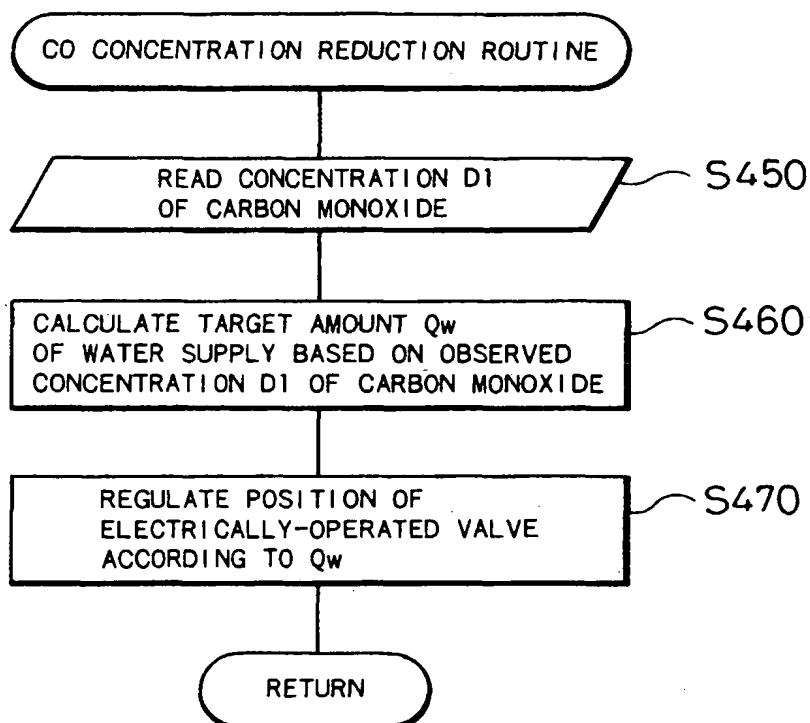 CO CONCENTRATION REDUCTION ROUTINE
READ CONCENTRATION D1
OF CARBON MONOXIDE
S450
CALCULATE TARGET AMOUNT Qw
OF WATER SUPPLY BASED ON OBSERVED
CONCENTRATION D1 OF CARBON MONOXIDE
S460
REGULATE POSITION OF
ELECTRICALLY-OPERATED VALVE
ACCORDING TO Qw
S470
RETURN